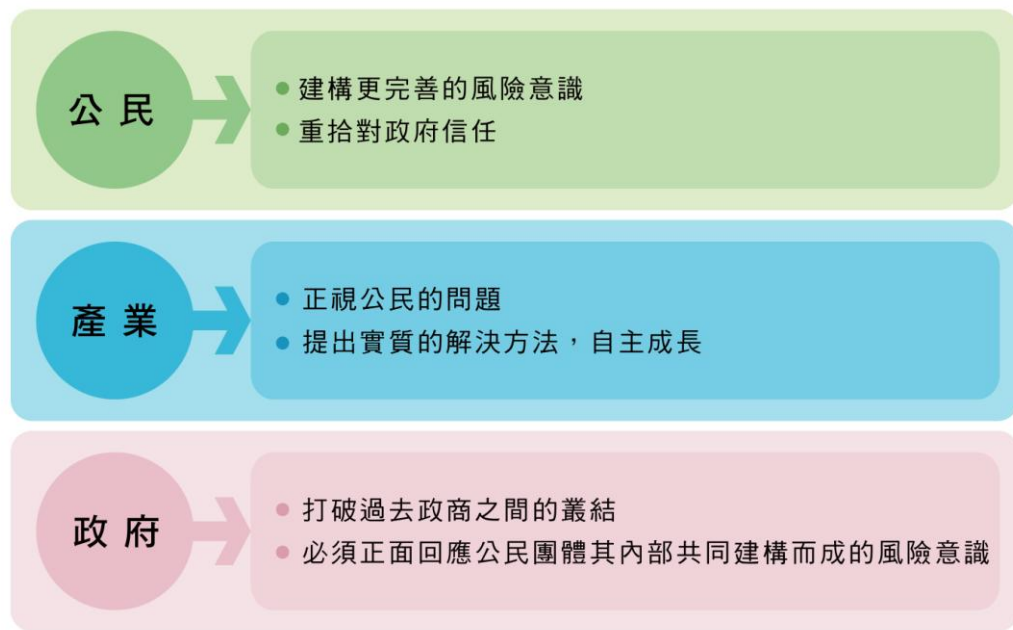 公民
建構更完善的風險意識
重拾對政府信任
產業
正視公民的問題
提出實質的解決方法，自主成長
政府
打破過去政商之間的叢結
必須正面回應公民團體其內部共同建構而成的風險意識